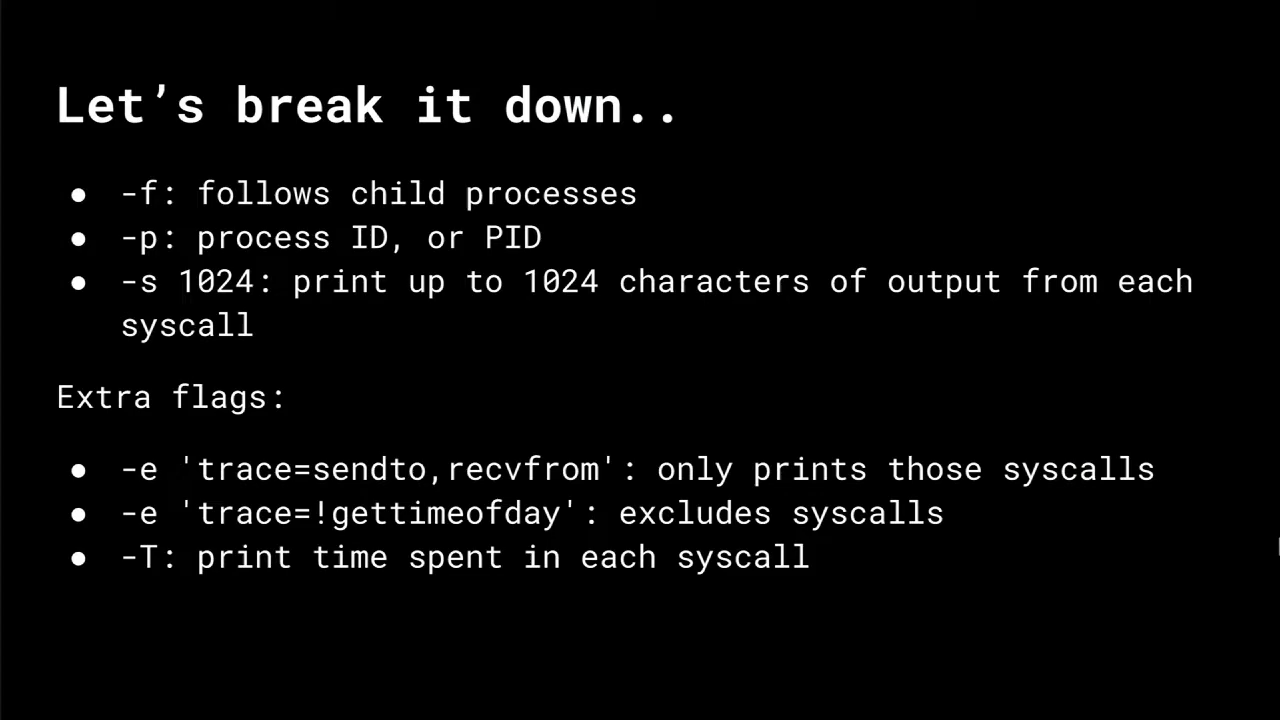 Let’s break it down..
● -f: follows child processes
● -p: process ID, or PID
● -s 1024: print up to 1024 characters of output from each
syscall
Extra flags:
● -e 'trace=sendto,recvfrom': only prints those syscalls
● -e 'trace=!gettimeofday': excludes syscalls
● -T: print time spent in each syscall